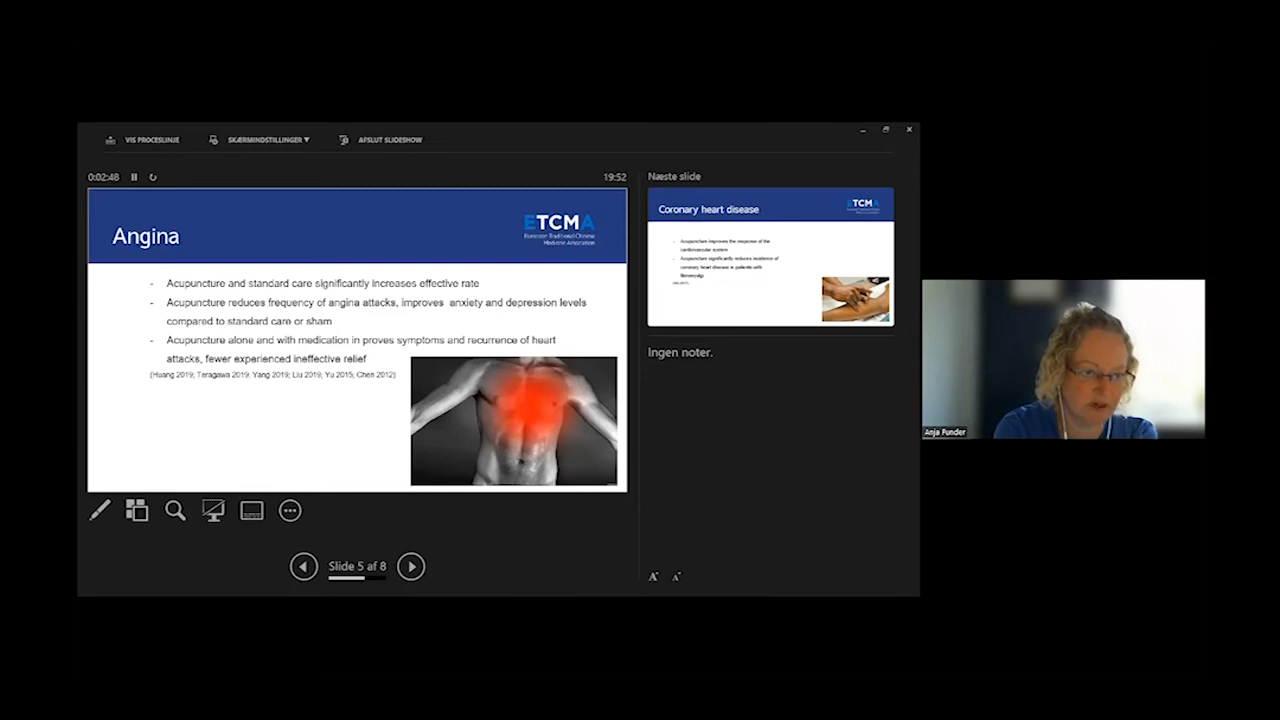 VIS PROCESLINJE
SKÆRMINDSTILLINGER ▼
AFSLUT SLIDESHOW
0:02:48
19:52
Angina
ETCMA
European Traditional Chinese
Medicine Association
- Acupuncture and standard care significantly increases effective rate
- Acupuncture reduces frequency of angina attacks, improves anxiety and depression levels
compared to standard care or sham
- Acupuncture alone and with medication in proves symptoms and recurrence of heart
attacks, fewer experienced ineffective relief
(Huang 2019; Teragawa 2019; Yang 2019; Liu 2019; Yu 2015; Chen 2012)
Slide 5 af 8
Næste slide
Coronary heart disease
ETCMA
- Acupuncture improves the response of the
cardiovascular system
- Acupuncture significantly reduces incidence of
coronary heart disease in patients with
fibromyalgi
Ingen noter.
A A
Anja Funder